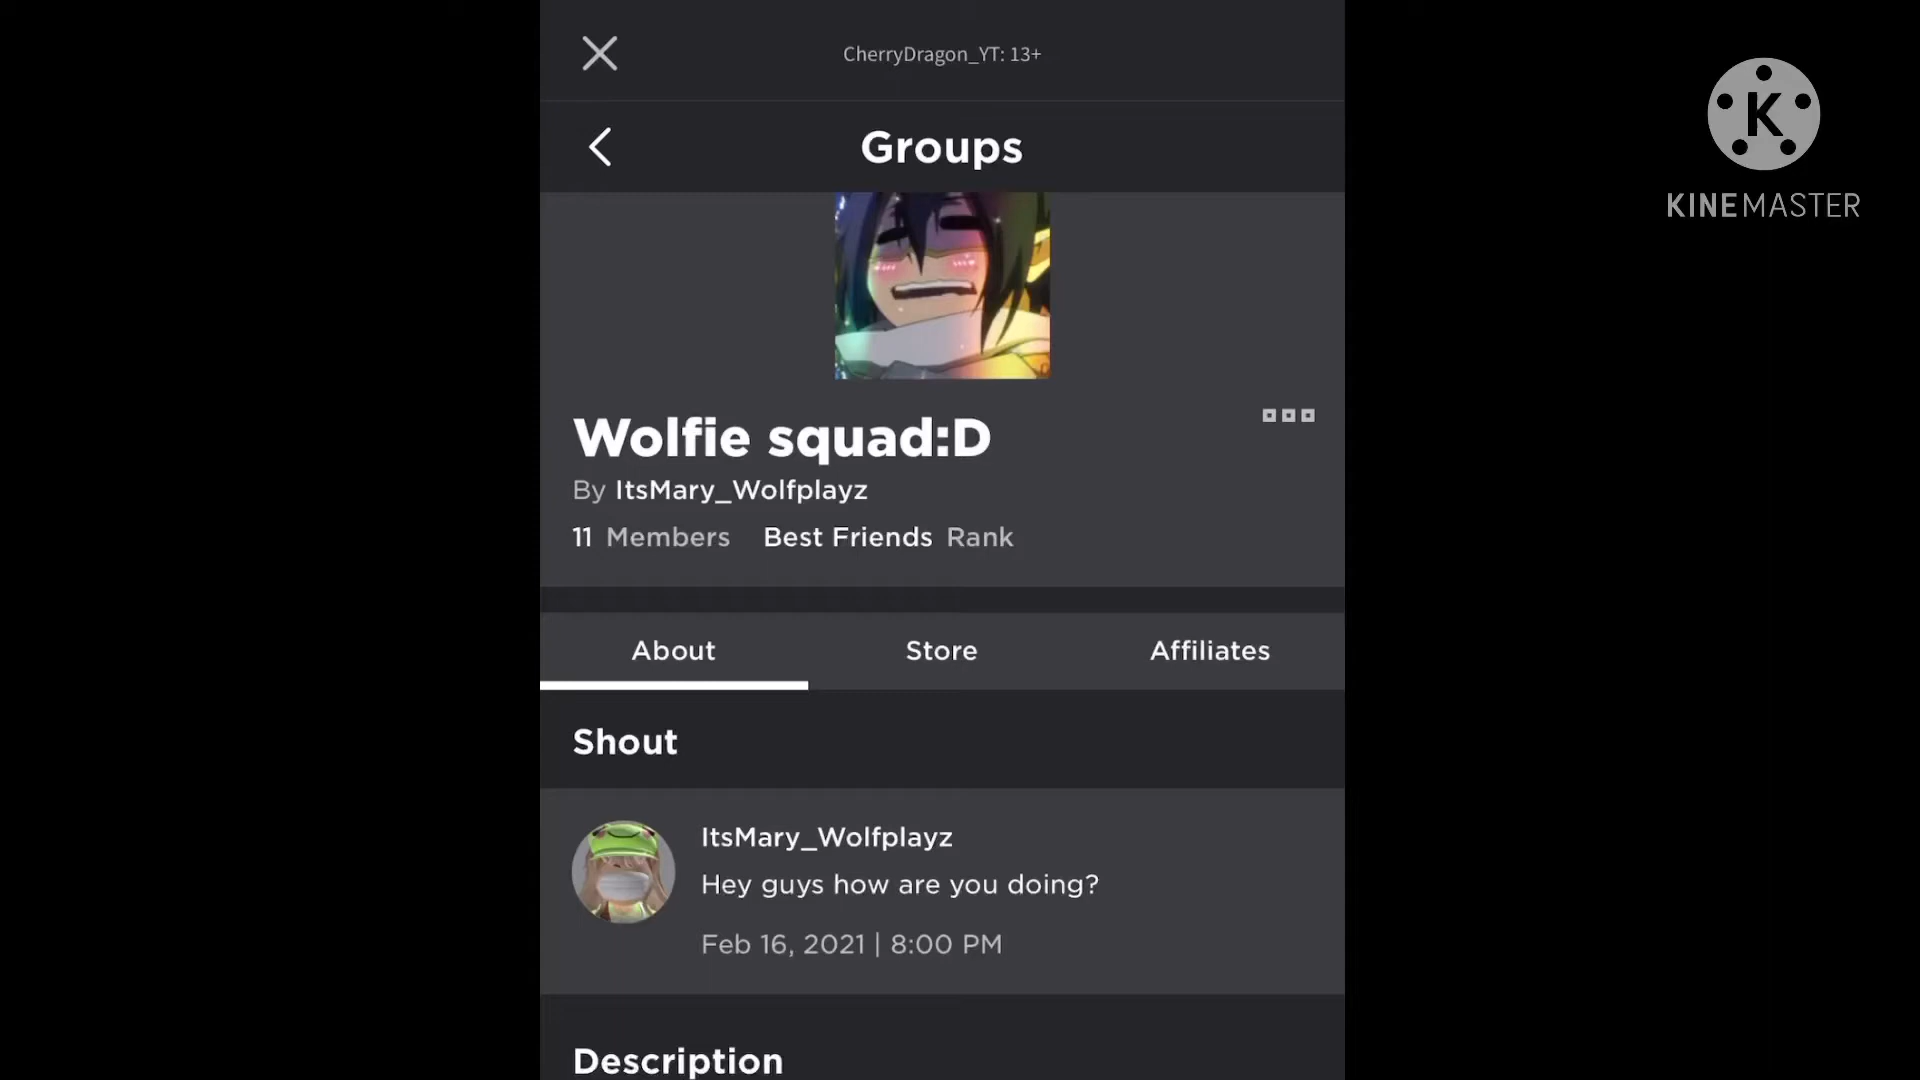 CherryDragon_YT: 13+
Groups
K
KINEMASTER
Wolfie squad:D
By ItsMary_Wolfplayz
11 Members Best Friends Rank
About Store Affiliates
Shout
ItsMary_Wolfplayz
Hey guys how are you doing?
Feb 16, 2021 | 8:00 PM
Description